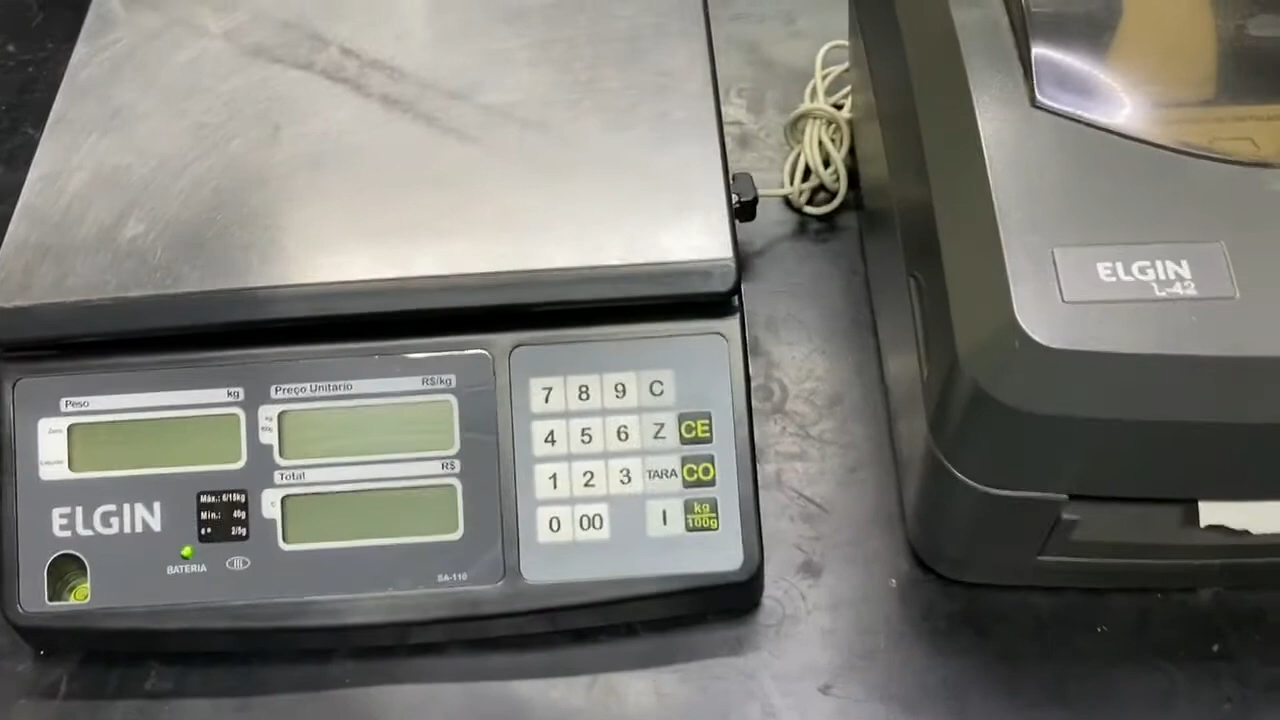 Peso kg
Preço Unitario R$/kg
Total R$
ELGIN
Máx.: 6/15kg
Mín.: 40g
e = 2/5g
BATERIA
SA-110
7 8 9 C
4 5 6 Z CE
1 2 3 TARA CO
0 00 I kg/100g
ELGIN
L-42